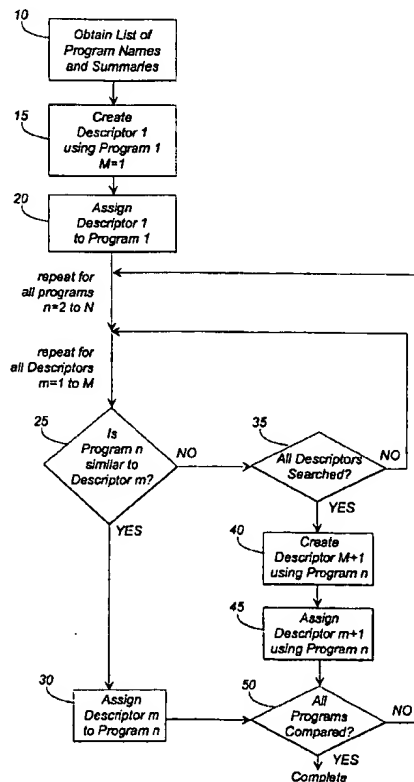 10
Obtain List of
Program Names
and Summaries
15
Create
Descriptor 1
using Program 1
M=1
20
Assign
Descriptor 1
to Program 1
repeat for
all programs
n=2 to N
repeat for
all Descriptors
m=1 to M
25
Is
Program n
similar to
Descriptor m?
NO
YES
35
All Descriptors
Searched?
NO
YES
40
Create
Descriptor M+1
using Program n
45
Assign
Descriptor m+1
using Program n
30
Assign
Descriptor m
to Program n
50
All
Programs
Compared?
NO
YES
Complete